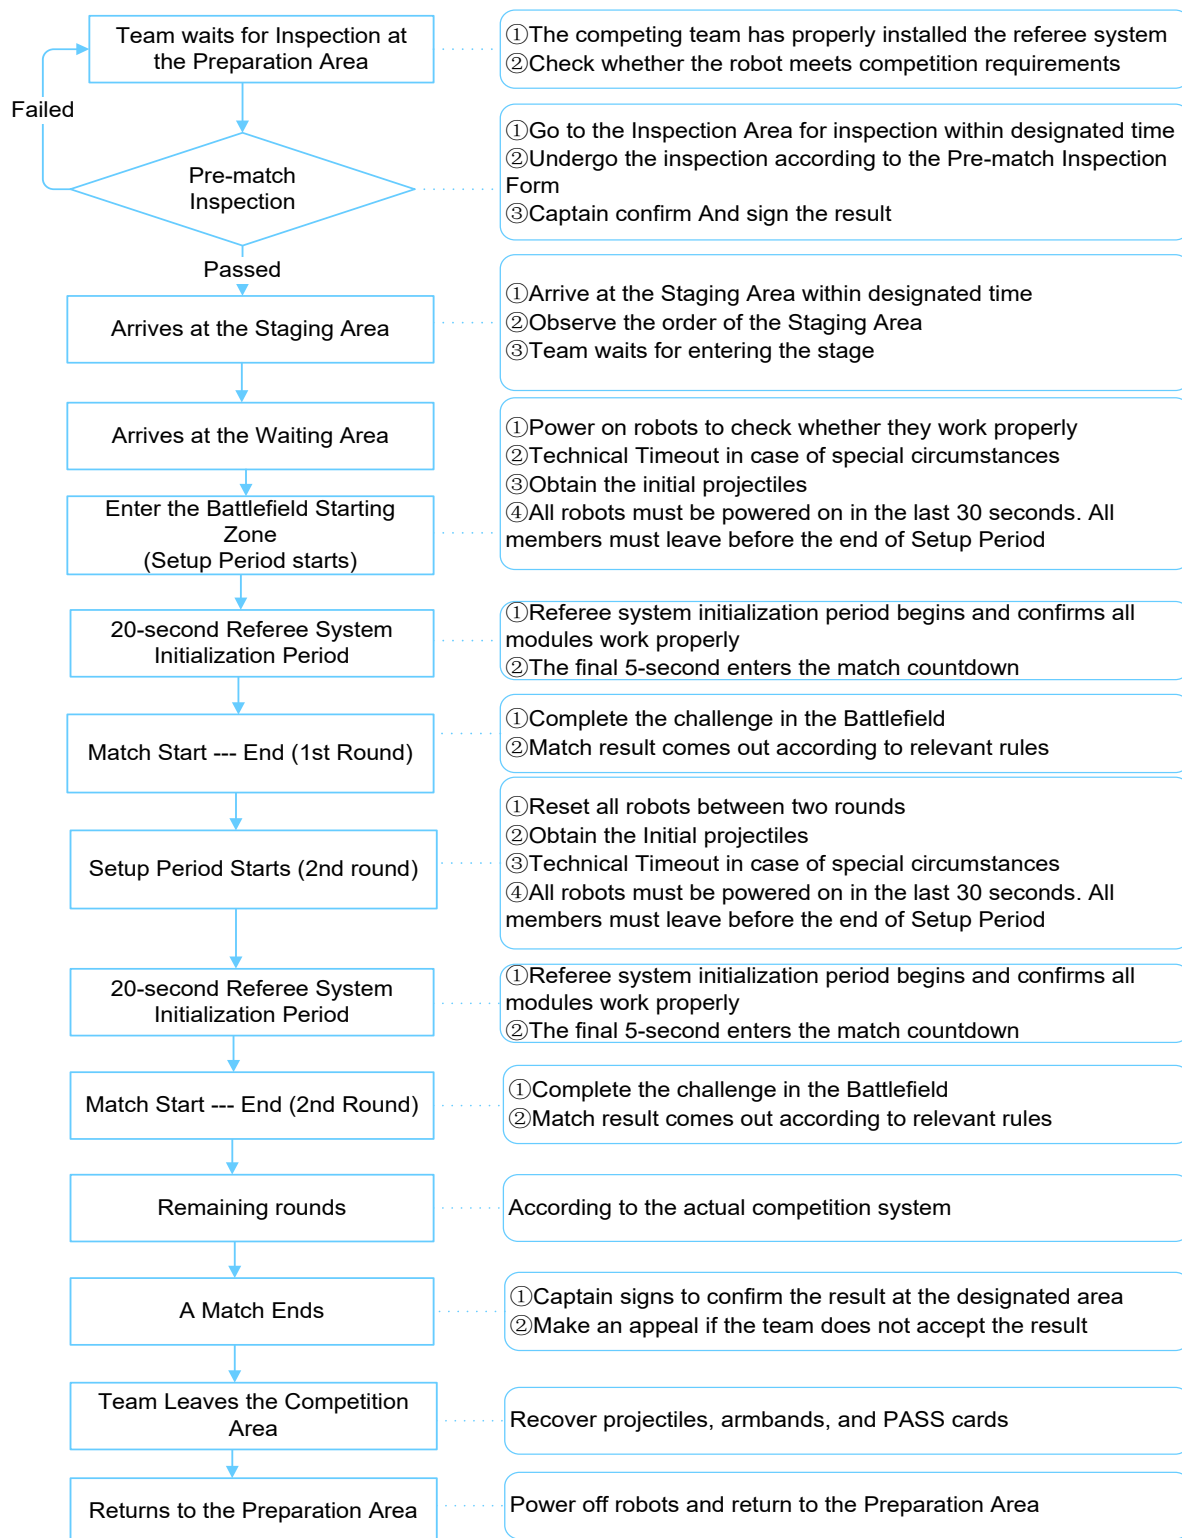 Team waits for Inspection at
the Preparation Area
①The competing team has properly installed the referee system
②Check whether the robot meets competition requirements
Failed
Pre-match
Inspection
①Go to the Inspection Area for inspection within designated time
②Undergo the inspection according to the Pre-match Inspection
Form
③Captain confirm And sign the result
Passed
Arrives at the Staging Area
①Arrive at the Staging Area within designated time
②Observe the order of the Staging Area
③Team waits for entering the stage
Arrives at the Waiting Area
Enter the Battlefield Starting
Zone
(Setup Period starts)
①Power on robots to check whether they work properly
②Technical Timeout in case of special circumstances
③Obtain the initial projectiles
④All robots must be powered on in the last 30 seconds. All
members must leave before the end of Setup Period
20-second Referee System
Initialization Period
①Referee system initialization period begins and confirms all
modules work properly
②The final 5-second enters the match countdown
Match Start --- End (1st Round)
①Complete the challenge in the Battlefield
②Match result comes out according to relevant rules
Setup Period Starts (2nd round)
①Reset all robots between two rounds
②Obtain the Initial projectiles
③Technical Timeout in case of special circumstances
④All robots must be powered on in the last 30 seconds. All
members must leave before the end of Setup Period
20-second Referee System
Initialization Period
①Referee system initialization period begins and confirms all
modules work properly
②The final 5-second enters the match countdown
Match Start --- End (2nd Round)
①Complete the challenge in the Battlefield
②Match result comes out according to relevant rules
Remaining rounds
According to the actual competition system
A Match Ends
①Captain signs to confirm the result at the designated area
②Make an appeal if the team does not accept the result
Team Leaves the Competition
Area
Recover projectiles, armbands, and PASS cards
Returns to the Preparation Area
Power off robots and return to the Preparation Area